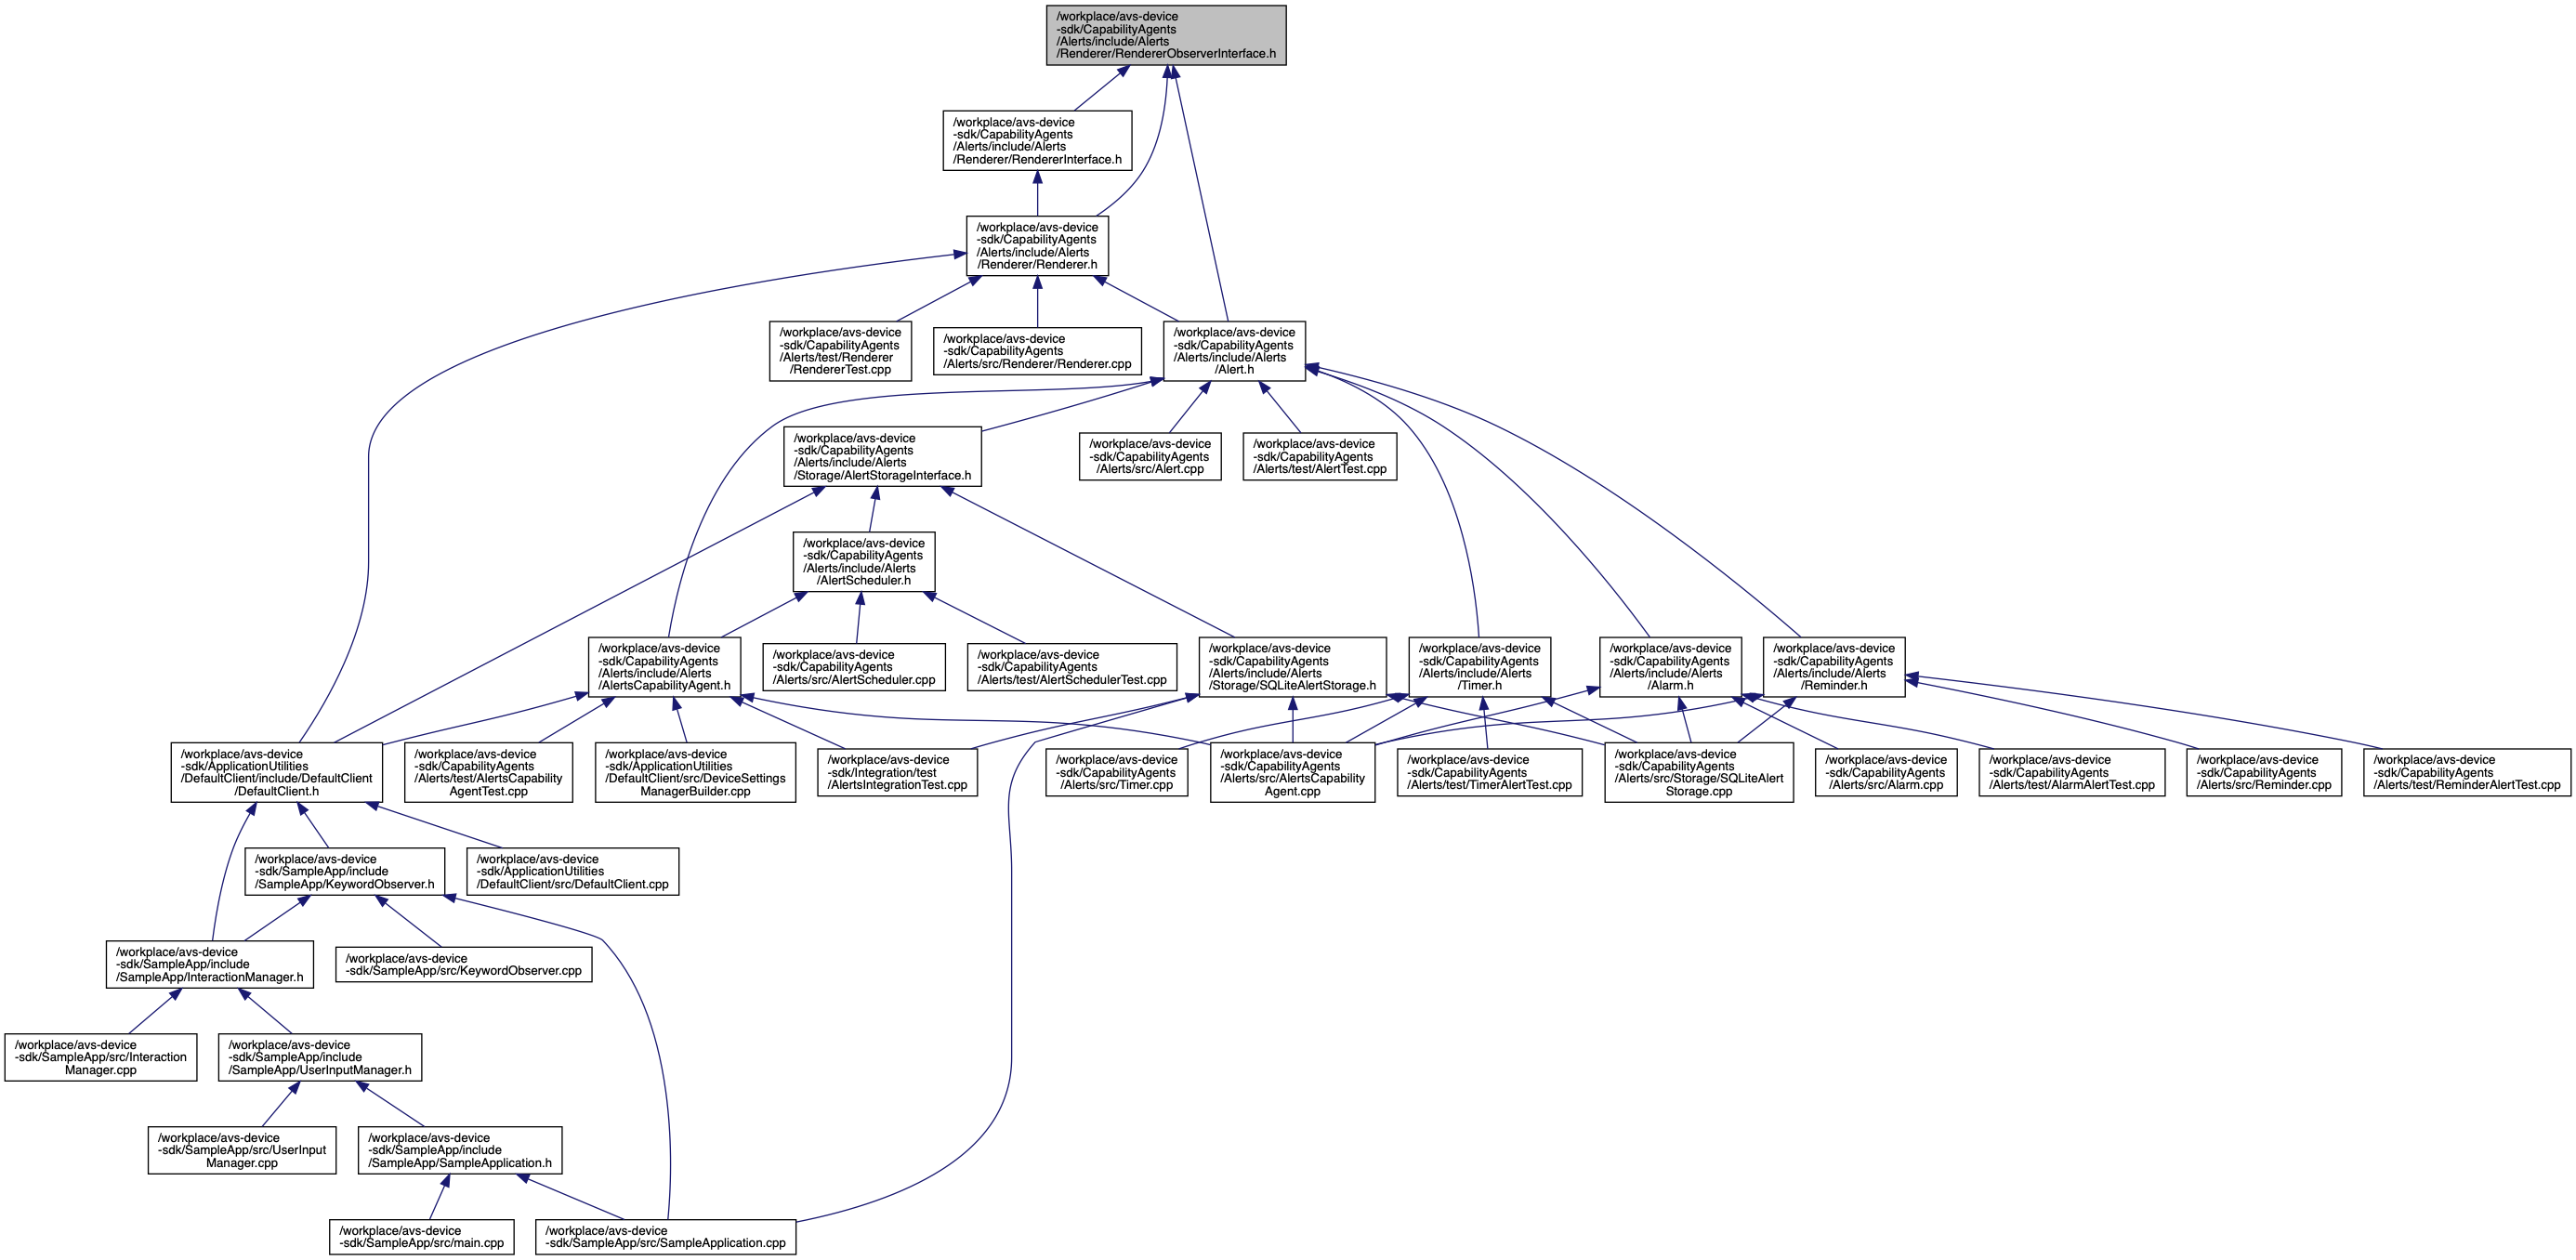 /workplace/avs-device
-sdk/CapabilityAgents
/Alerts/include/Alerts
/Renderer/RendererObserverInterface.h
/workplace/avs-device
-sdk/CapabilityAgents
/Alerts/include/Alerts
/Renderer/RendererInterface.h
/workplace/avs-device
-sdk/CapabilityAgents
/Alerts/include/Alerts
/Renderer/Renderer.h
/workplace/avs-device
-sdk/CapabilityAgents
/Alerts/test/Renderer
/RendererTest.cpp
/workplace/avs-device
-sdk/CapabilityAgents
/Alerts/src/Renderer/Renderer.cpp
/workplace/avs-device
-sdk/CapabilityAgents
/Alerts/include/Alerts
/Alert.h
/workplace/avs-device
-sdk/CapabilityAgents
/Alerts/include/Alerts
/Storage/AlertStorageInterface.h
/workplace/avs-device
-sdk/CapabilityAgents
/Alerts/src/Alert.cpp
/workplace/avs-device
-sdk/CapabilityAgents
/Alerts/test/AlertTest.cpp
/workplace/avs-device
-sdk/CapabilityAgents
/Alerts/include/Alerts
/AlertScheduler.h
/workplace/avs-device
-sdk/CapabilityAgents
/Alerts/include/Alerts
/AlertsCapabilityAgent.h
/workplace/avs-device
-sdk/CapabilityAgents
/Alerts/src/AlertScheduler.cpp
/workplace/avs-device
-sdk/CapabilityAgents
/Alerts/test/AlertSchedulerTest.cpp
/workplace/avs-device
-sdk/CapabilityAgents
/Alerts/include/Alerts
/Storage/SQLiteAlertStorage.h
/workplace/avs-device
-sdk/CapabilityAgents
/Alerts/include/Alerts
/Timer.h
/workplace/avs-device
-sdk/CapabilityAgents
/Alerts/include/Alerts
/Alarm.h
/workplace/avs-device
-sdk/CapabilityAgents
/Alerts/include/Alerts
/Reminder.h
/workplace/avs-device
-sdk/ApplicationUtilities
/DefaultClient/include/DefaultClient
/DefaultClient.h
/workplace/avs-device
-sdk/CapabilityAgents
/Alerts/test/AlertsCapability
AgentTest.cpp
/workplace/avs-device
-sdk/ApplicationUtilities
/DefaultClient/src/DeviceSettings
ManagerBuilder.cpp
/workplace/avs-device
-sdk/Integration/test
/AlertsIntegrationTest.cpp
/workplace/avs-device
-sdk/CapabilityAgents
/Alerts/src/Timer.cpp
/workplace/avs-device
-sdk/CapabilityAgents
/Alerts/src/AlertsCapability
Agent.cpp
/workplace/avs-device
-sdk/CapabilityAgents
/Alerts/test/TimerAlertTest.cpp
/workplace/avs-device
-sdk/CapabilityAgents
/Alerts/src/Storage/SQLiteAlert
Storage.cpp
/workplace/avs-device
-sdk/CapabilityAgents
/Alerts/src/Alarm.cpp
/workplace/avs-device
-sdk/CapabilityAgents
/Alerts/test/AlarmAlertTest.cpp
/workplace/avs-device
-sdk/CapabilityAgents
/Alerts/src/Reminder.cpp
/workplace/avs-device
-sdk/CapabilityAgents
/Alerts/test/ReminderAlertTest.cpp
/workplace/avs-device
-sdk/SampleApp/include
/SampleApp/KeywordObserver.h
/workplace/avs-device
-sdk/ApplicationUtilities
/DefaultClient/src/DefaultClient.cpp
/workplace/avs-device
-sdk/SampleApp/include
/SampleApp/InteractionManager.h
/workplace/avs-device
-sdk/SampleApp/src/KeywordObserver.cpp
/workplace/avs-device
-sdk/SampleApp/src/Interaction
Manager.cpp
/workplace/avs-device
-sdk/SampleApp/include
/SampleApp/UserInputManager.h
/workplace/avs-device
-sdk/SampleApp/src/UserInput
Manager.cpp
/workplace/avs-device
-sdk/SampleApp/include
/SampleApp/SampleApplication.h
/workplace/avs-device
-sdk/SampleApp/src/main.cpp
/workplace/avs-device
-sdk/SampleApp/src/SampleApplication.cpp